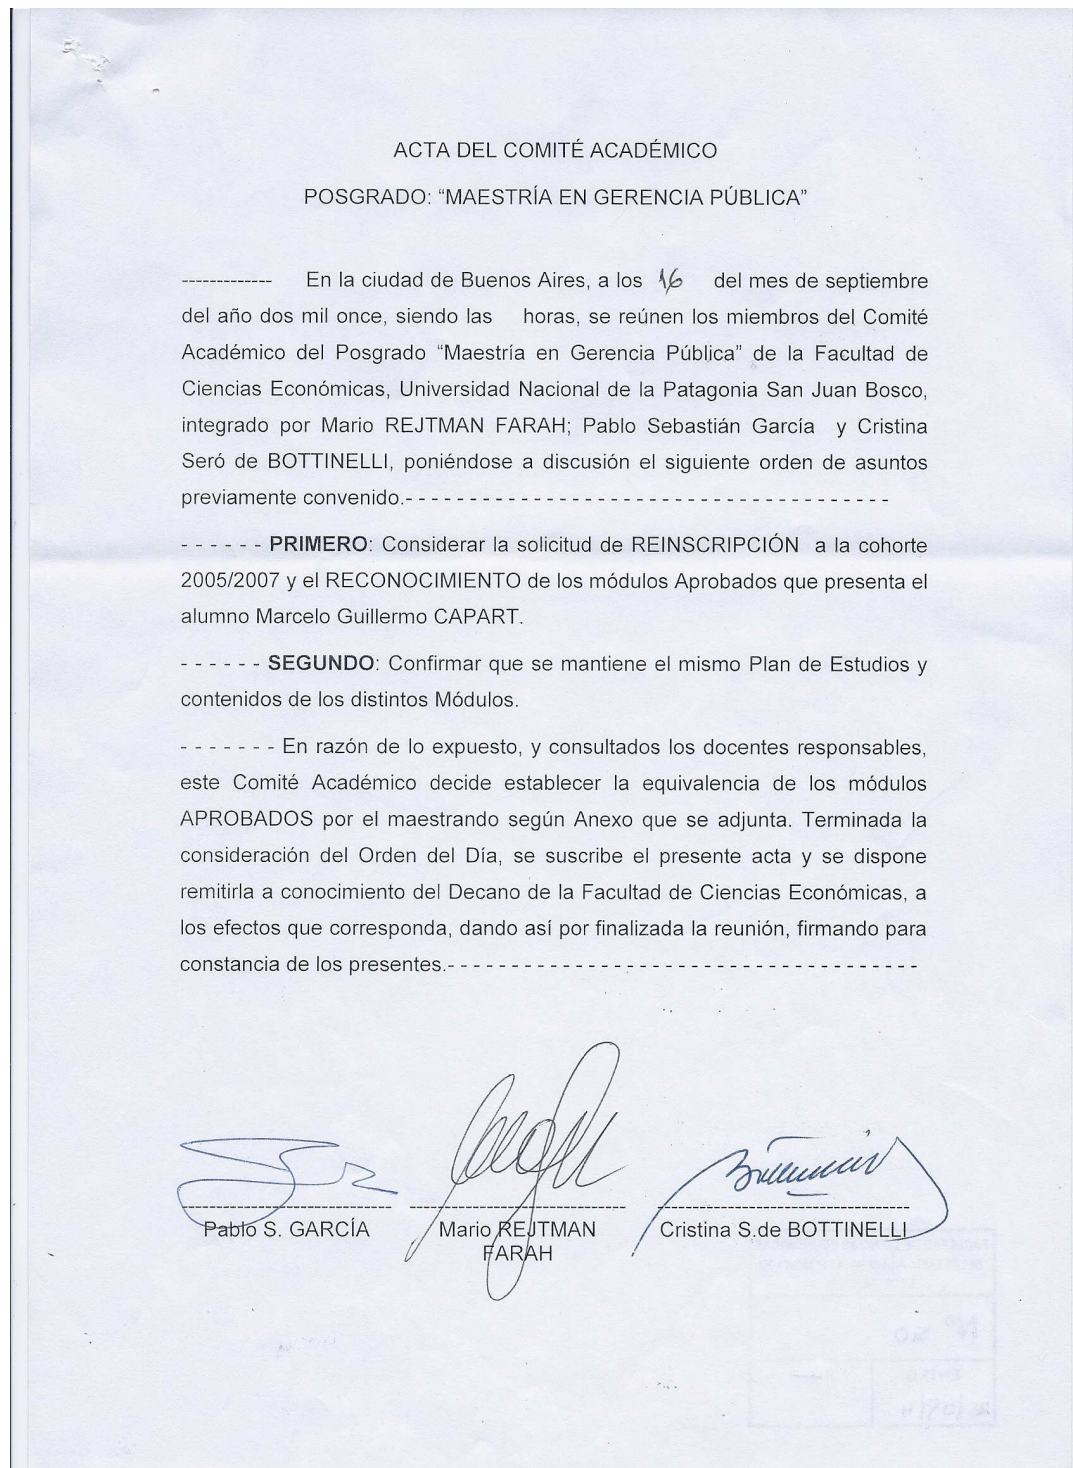 ACTA DEL COMITÉ ACADÉMICO
POSGRADO: “MAESTRÍA EN GERENCIA PÚBLICA”
------------- En la ciudad de Buenos Aires, a los 16 del mes de septiembre
del año dos mil once, siendo las horas, se reúnen los miembros del Comité
Académico del Posgrado “Maestría en Gerencia Pública” de la Facultad de
Ciencias Económicas, Universidad Nacional de la Patagonia San Juan Bosco,
integrado por Mario REJTMAN FARAH; Pablo Sebastián García y Cristina
Seró de BOTTINELLI, poniéndose a discusión el siguiente orden de asuntos
previamente convenido.- - - - - - - - - - - - - - - - - - - - - - - - - - - - - - - - - - - - - -
- - - - - - PRIMERO: Considerar la solicitud de REINSCRIPCIÓN a la cohorte
2005/2007 y el RECONOCIMIENTO de los módulos Aprobados que presenta el
alumno Marcelo Guillermo CAPART.
- - - - - - SEGUNDO: Confirmar que se mantiene el mismo Plan de Estudios y
contenidos de los distintos Módulos.
- - - - - - - En razón de lo expuesto, y consultados los docentes responsables,
este Comité Académico decide establecer la equivalencia de los módulos
APROBADOS por el maestrando según Anexo que se adjunta. Terminada la
consideración del Orden del Día, se suscribe el presente acta y se dispone
remitirla a conocimiento del Decano de la Facultad de Ciencias Económicas, a
los efectos que corresponda, dando así por finalizada la reunión, firmando para
constancia de los presentes.- - - - - - - - - - - - - - - - - - - - - - - - - - - - - - - - - - - - -
Pablo S. GARCÍA
Mario REJTMAN
FARAH
Cristina S.de BOTTINELLI